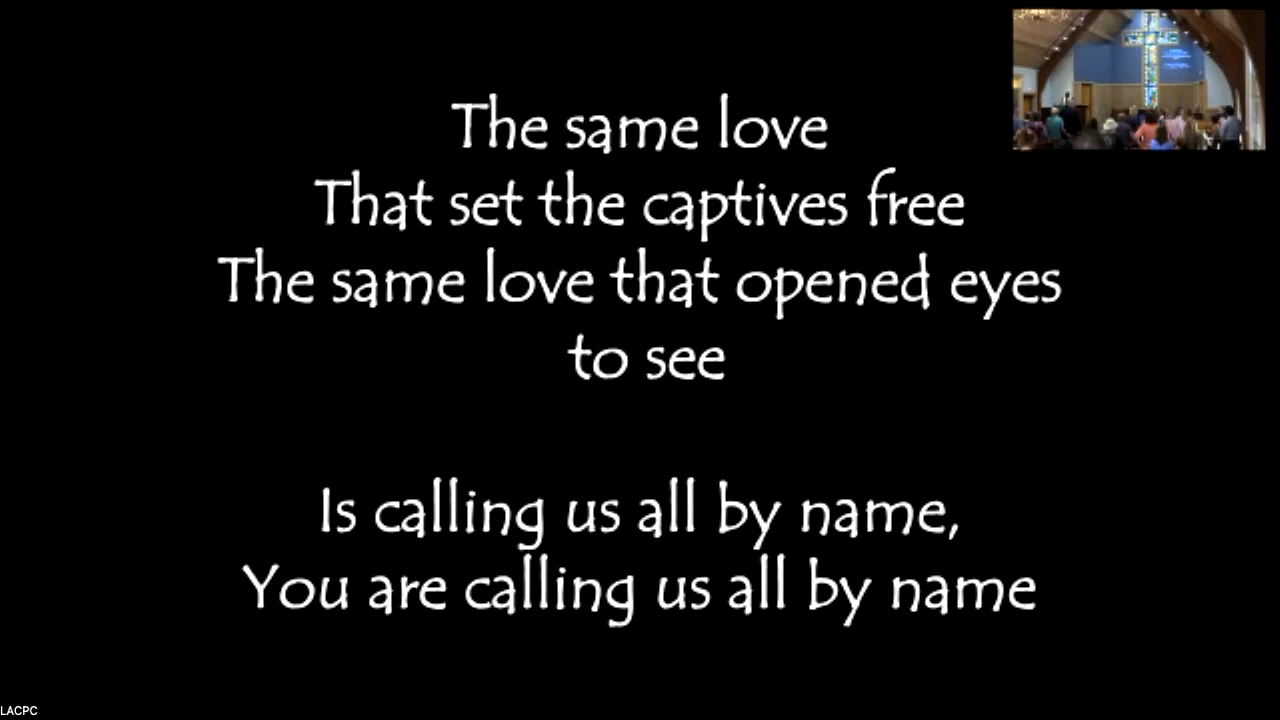 The same love
That set the captives free
The same love that opened eyes
to see
Is calling us all by name,
You are calling us all by name
LACPC